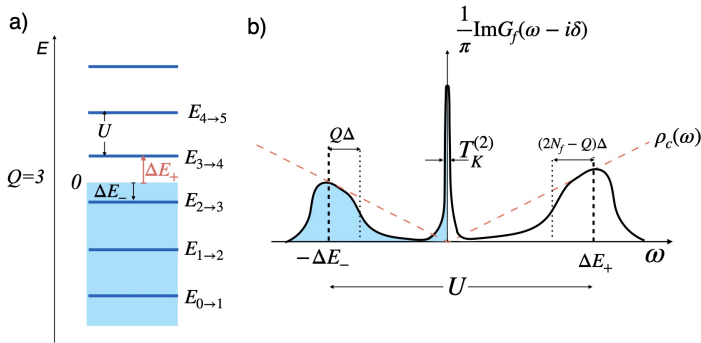 a)
E
E_{4→5}
U
E_{3→4}
ΔE_+
Q=3
0
ΔE_−
E_{2→3}
E_{1→2}
E_{0→1}
b)
\frac{1}{π}ImG_f(ω − iδ)
QΔ
T_K^{(2)}
(2N_f − Q)Δ
ρ_c(ω)
−ΔE_−
ΔE_+
ω
U